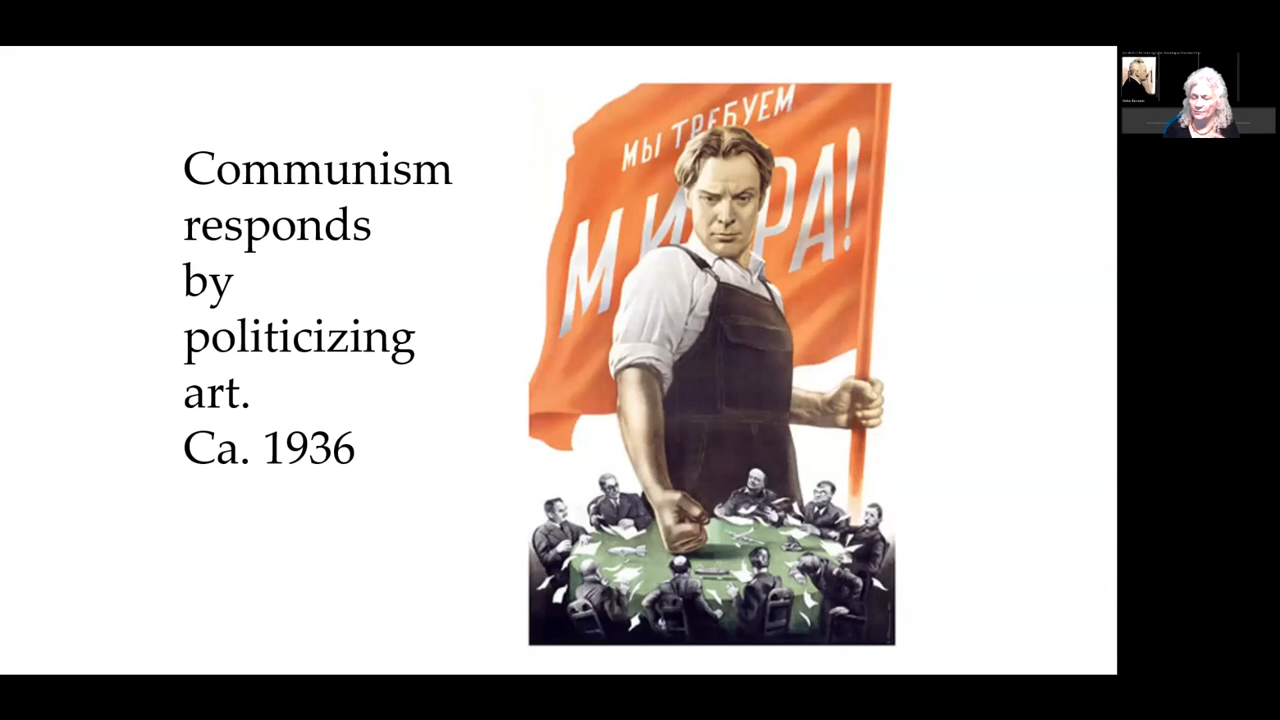 Communism
responds
by
politicizing
art.
Ca. 1936
МЫ ТРЕБУЕМ
МИРА!